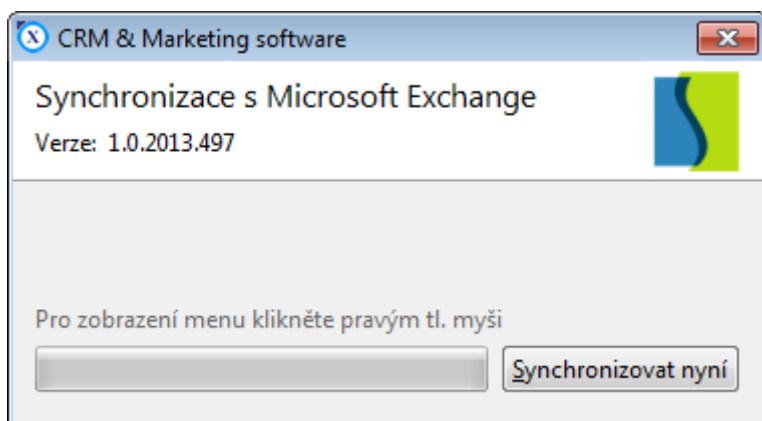 CRM & Marketing software
Synchronizace s Microsoft Exchange
Verze: 1.0.2013.497
Pro zobrazení menu klikněte pravým tl. myši
Synchronizovat nyní